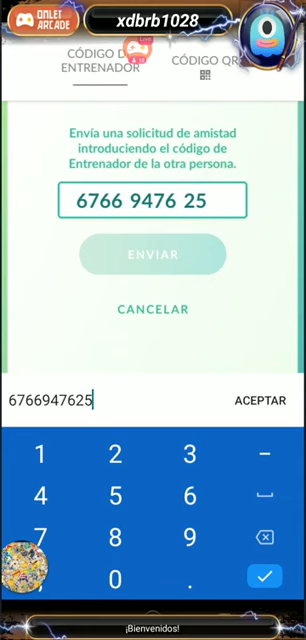 OMLET
ARCADE
xdbrb1028
CÓDIGO D
ENTRENADOR
Live
CÓDIGO QR
Envía una solicitud de amistad
introduciendo el código de
Entrenador de la otra persona.
6766 9476 25
ENVIAR
CANCELAR
6766947625
ACEPTAR
1 2 3 –
4 5 6
7 8 9
0 .
¡Bienvenidos!